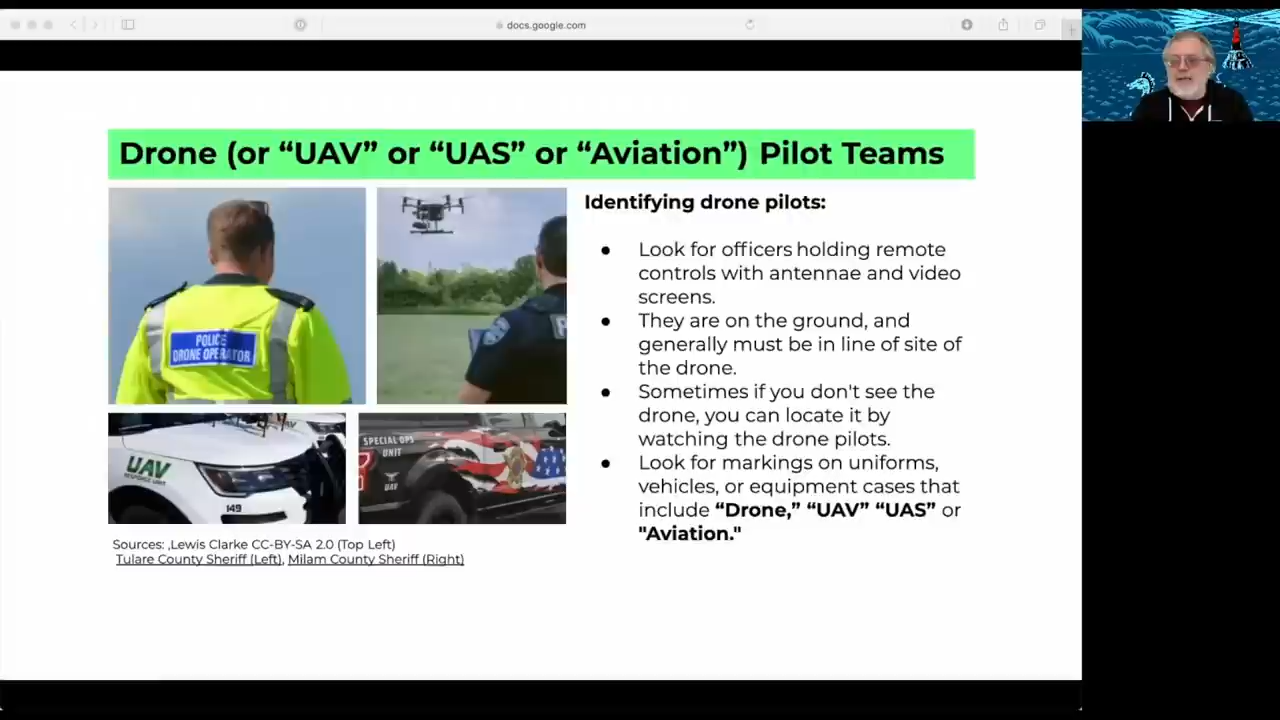 docs.google.com
Drone (or “UAV” or “UAS” or “Aviation”) Pilot Teams
POLICE
DRONE OPERATOR
UAV
RESPONSE UNIT
149
SPECIAL OPS
UNIT
UAV
Sources: ,Lewis Clarke CC-BY-SA 2.0 (Top Left)
Tulare County Sheriff (Left), Milam County Sheriff (Right)
Identifying drone pilots:
● Look for officers holding remote
controls with antennae and video
screens.
● They are on the ground, and
generally must be in line of site of
the drone.
● Sometimes if you don't see the
drone, you can locate it by
watching the drone pilots.
● Look for markings on uniforms,
vehicles, or equipment cases that
include “Drone,” “UAV” “UAS” or
"Aviation."